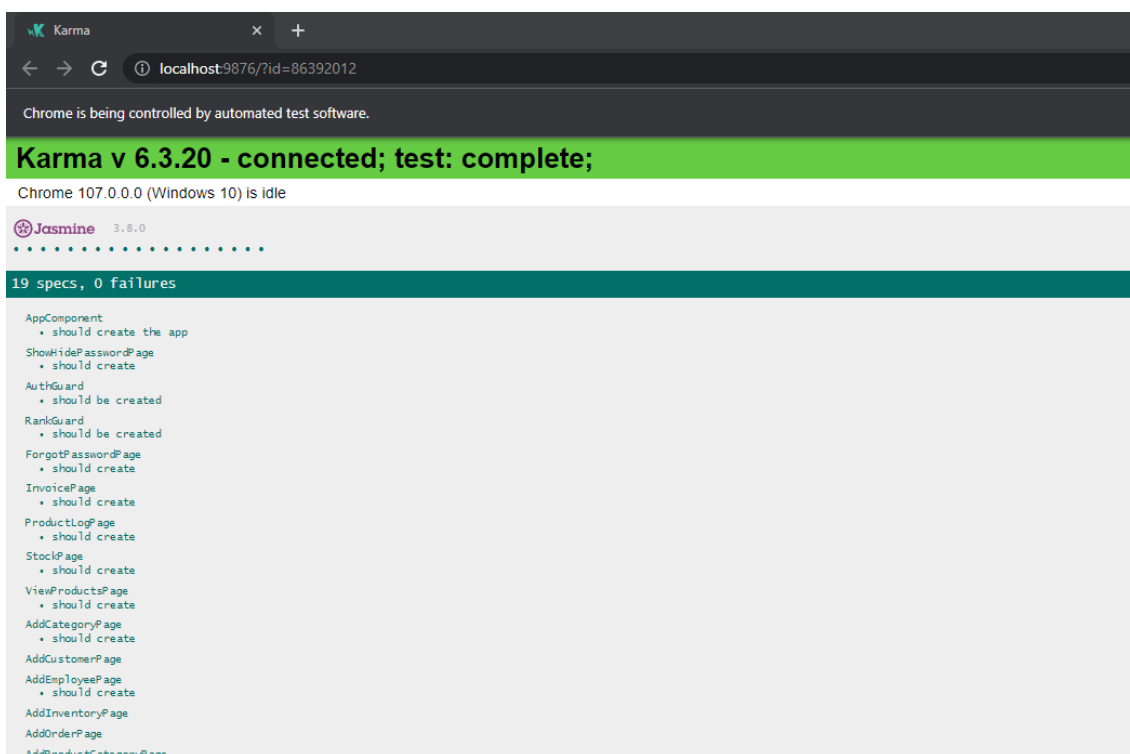 Karma
localhost:9876/?id=86392012
Chrome is being controlled by automated test software.
Karma v 6.3.20 - connected; test: complete;
Chrome 107.0.0.0 (Windows 10) is idle
Jasmine 3.8.0
19 specs, 0 failures
AppComponent
• should create the app
ShowHidePasswordPage
• should create
AuthGuard
• should be created
RankGuard
• should be created
ForgotPasswordPage
• should create
InvoicePage
• should create
ProductLogPage
• should create
StockPage
• should create
ViewProductsPage
• should create
AddCategoryPage
• should create
AddCustomerPage
AddEmployeePage
• should create
AddInventoryPage
AddOrderPage
AddProductCategoryPage